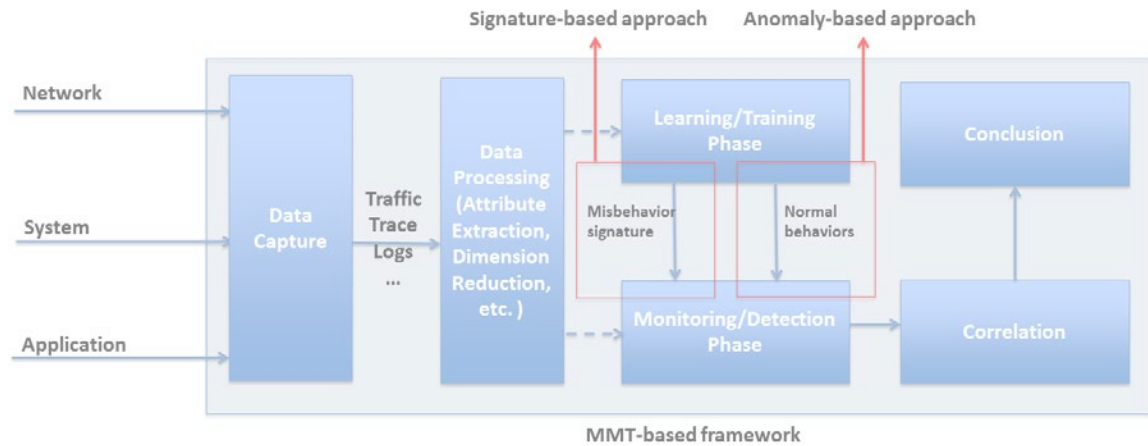 Signature-based approach
Anomaly-based approach
Network
System
Application
Data
Capture
Traffic
Trace
Logs
...
Data
Processing
(Attribute
Extraction,
Dimension
Reduction,
etc. )
Learning/Training
Phase
Misbehavior
signature
Normal
behaviors
Monitoring/Detection
Phase
Conclusion
Correlation
MMT-based framework